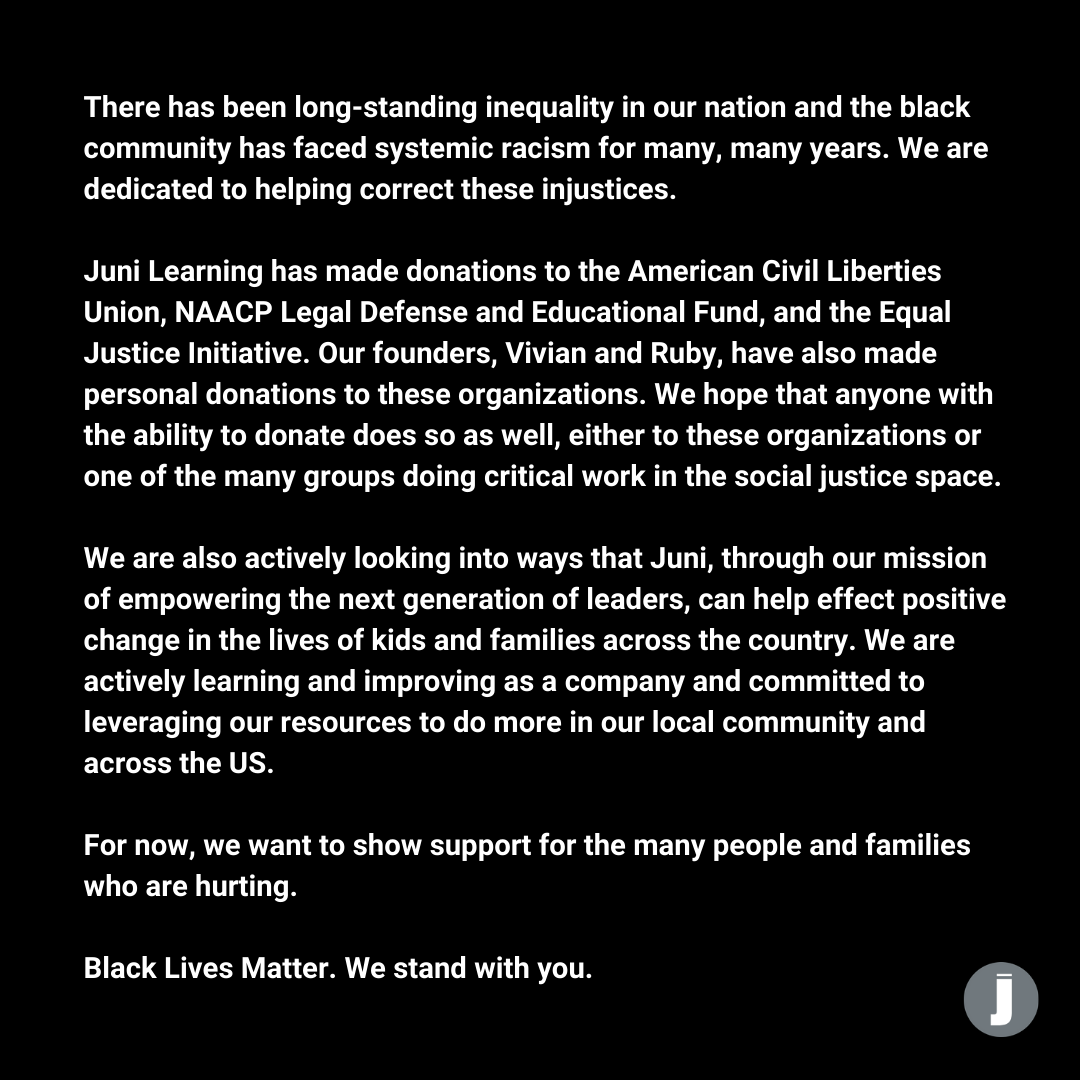 There has been long-standing inequality in our nation and the black
community has faced systemic racism for many, many years. We are
dedicated to helping correct these injustices.
Juni Learning has made donations to the American Civil Liberties
Union, NAACP Legal Defense and Educational Fund, and the Equal
Justice Initiative. Our founders, Vivian and Ruby, have also made
personal donations to these organizations. We hope that anyone with
the ability to donate does so as well, either to these organizations or
one of the many groups doing critical work in the social justice space.
We are also actively looking into ways that Juni, through our mission
of empowering the next generation of leaders, can help effect positive
change in the lives of kids and families across the country. We are
actively learning and improving as a company and committed to
leveraging our resources to do more in our local community and
across the US.
For now, we want to show support for the many people and families
who are hurting.
Black Lives Matter. We stand with you.
J